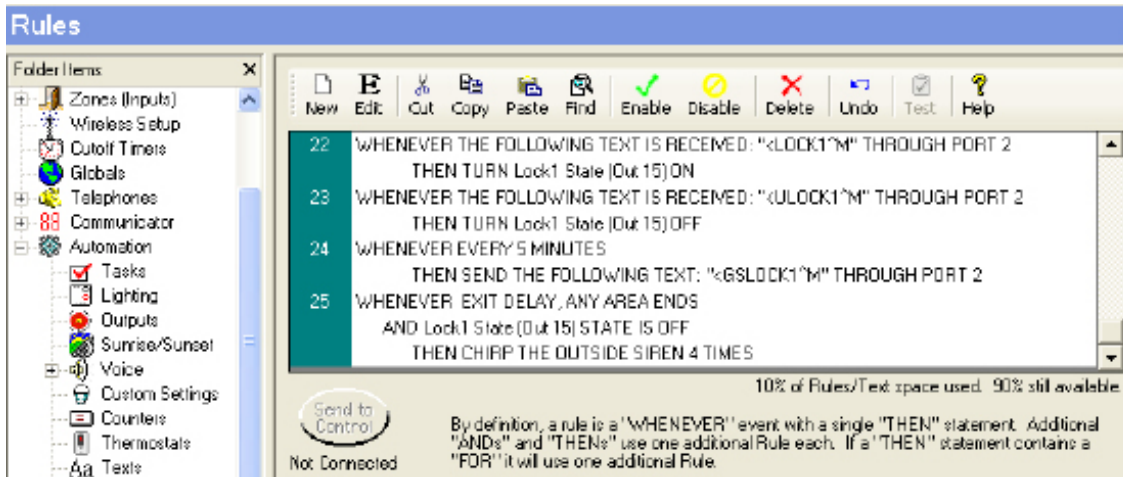 Rules
Folder Items
Zones (Inputs)
Wireless Setup
Cutoff Timers
Globals
Telephones
88 Communicator
Automation
Tasks
Lighting
Outputs
Sunrise/Sunset
Voice
Custom Settings
Counters
Thermostats
Aa Texts
New Edit Cut Copy Paste Find Enable Disable Delete Undo Test Help
22 WHENEVER THE FOLLOWING TEXT IS RECEIVED: "<LOCK1^M" THROUGH PORT 2
THEN TURN Lock1 State (Out 15) ON
23 WHENEVER THE FOLLOWING TEXT IS RECEIVED: "<ULOCK1^M" THROUGH PORT 2
THEN TURN Lock1 State (Out 15) OFF
24 WHENEVER EVERY 5 MINUTES
THEN SEND THE FOLLOWING TEXT: "<GSLOCK1^M" THROUGH PORT 2
25 WHENEVER EXIT DELAY, ANY AREA ENDS
AND Lock1 State (Out 15) STATE IS OFF
THEN CHIRP THE OUTSIDE SIREN 4 TIMES
10% of Rules/Text space used. 90% still available.
Send to
Control
Not Connected
By definition, a rule is a "WHENEVER" event with a single "THEN" statement. Additional
"ANDs" and "THENs" use one additional Rule each. If a "THEN" statement contains a
"FOR" it will use one additional Rule.